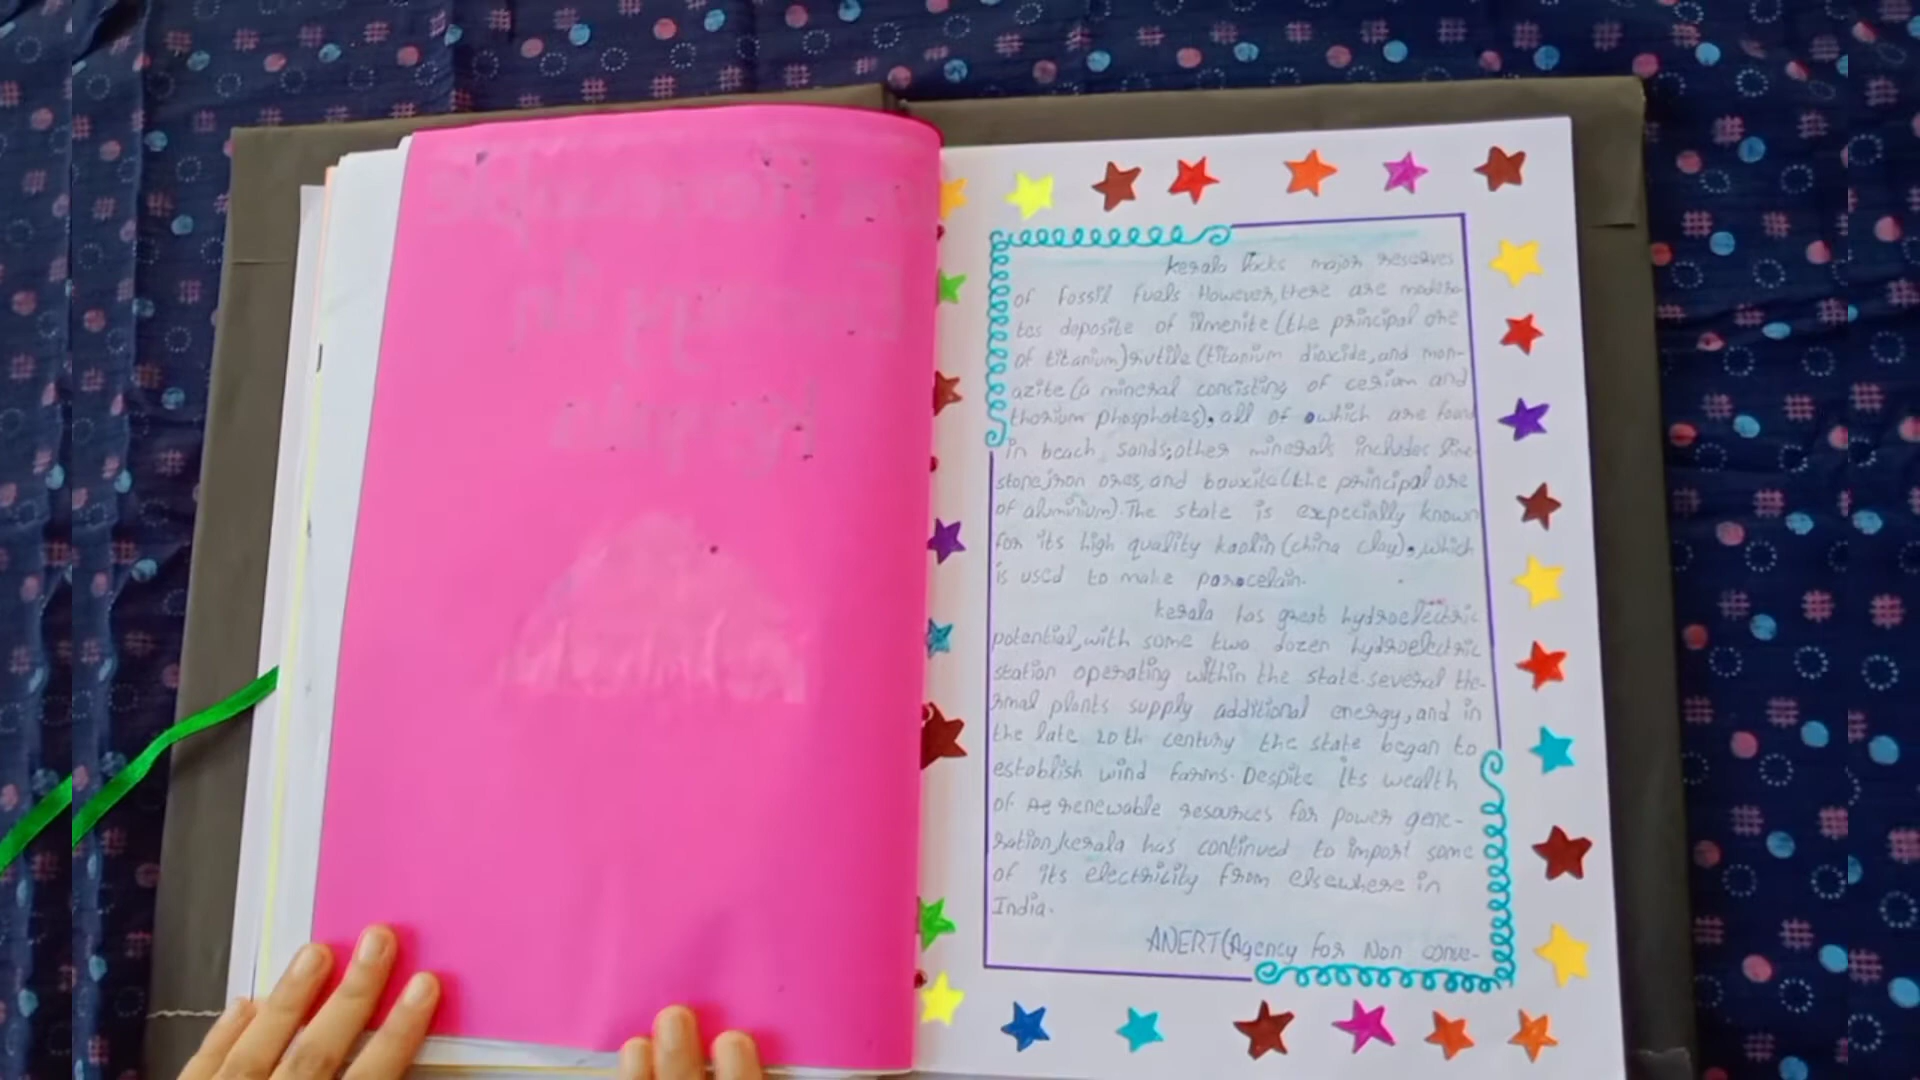 kerala lacks major reserves
of fossil fuels. However, there are modera-
tes deposite of ilmenite (the principal ore
of titanium) rutile (titanium dioxide, and mon-
azite (a mineral consisting of cerium and
thorium phosphates), all of which are found
in beach sands; other minerals includes lime
stone, iron ores, and bauxite (the principal ore
of aluminium). The state is expecially known
for its high quality kaolin (china clay), which
is used to make porocelain.
kerala has great hydroelectric
potential, with some two dozen hydroelectric
station operating within the state. several the-
rmal plants supply additional energy, and in
the late 20th century the state began to
establish wind farms. Despite its wealth
of renewable resources for power gene-
ration, kerala has continued to import some
of its electricity from elsewhere in
India.
ANERT (Agency for Non conve-